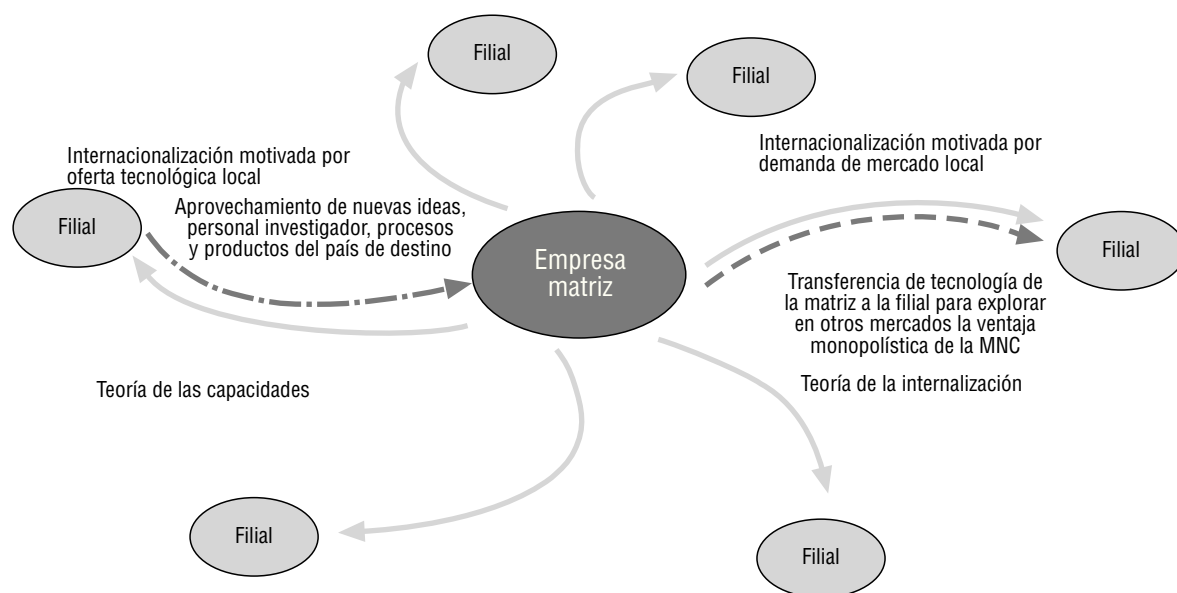 Filial
Filial
Internacionalización motivada por
oferta tecnológica local
Internacionalización motivada por
demanda de mercado local
Filial
Aprovechamiento de nuevas ideas,
personal investigador, procesos
y productos del país de destino
Empresa
matriz
Filial
Transferencia de tecnología de
la matriz a la filial para explorar
en otros mercados la ventaja
monopolística de la MNC
Teoría de las capacidades
Teoría de la internalización
Filial
Filial